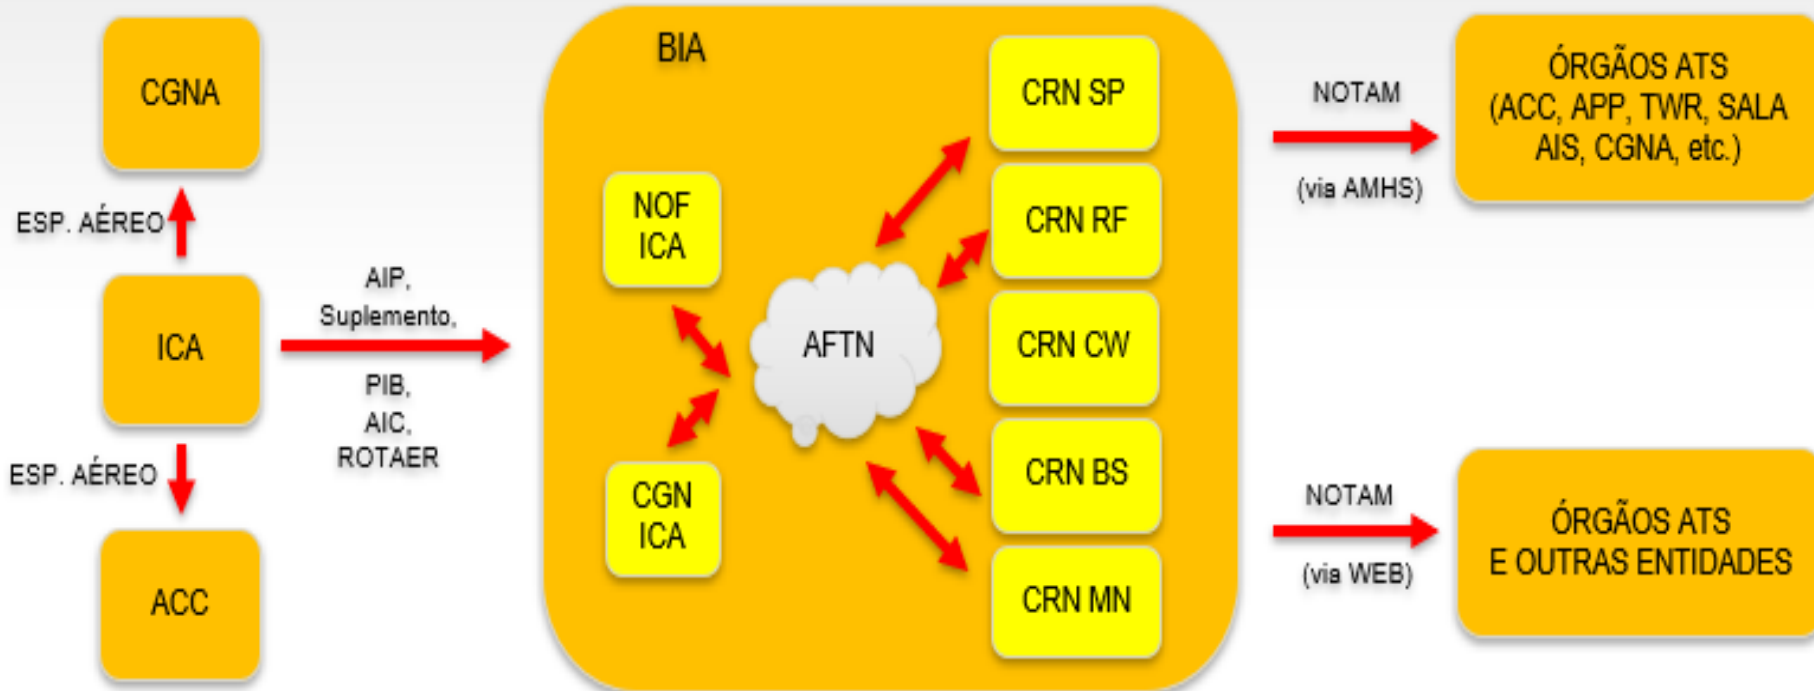 CGNA
ESP. AÉREO
ICA
ESP. AÉREO
ACC
AIP,
Suplemento,
PIB,
AIC,
ROTAER
BIA
NOF
ICA
CGN
ICA
AFTN
CRN SP
CRN RF
CRN CW
CRN BS
CRN MN
NOTAM
(via AMHS)
ÓRGÃOS ATS
(ACC, APP, TWR, SALA
AIS, CGNA, etc.)
NOTAM
(via WEB)
ÓRGÃOS ATS
E OUTRAS ENTIDADES